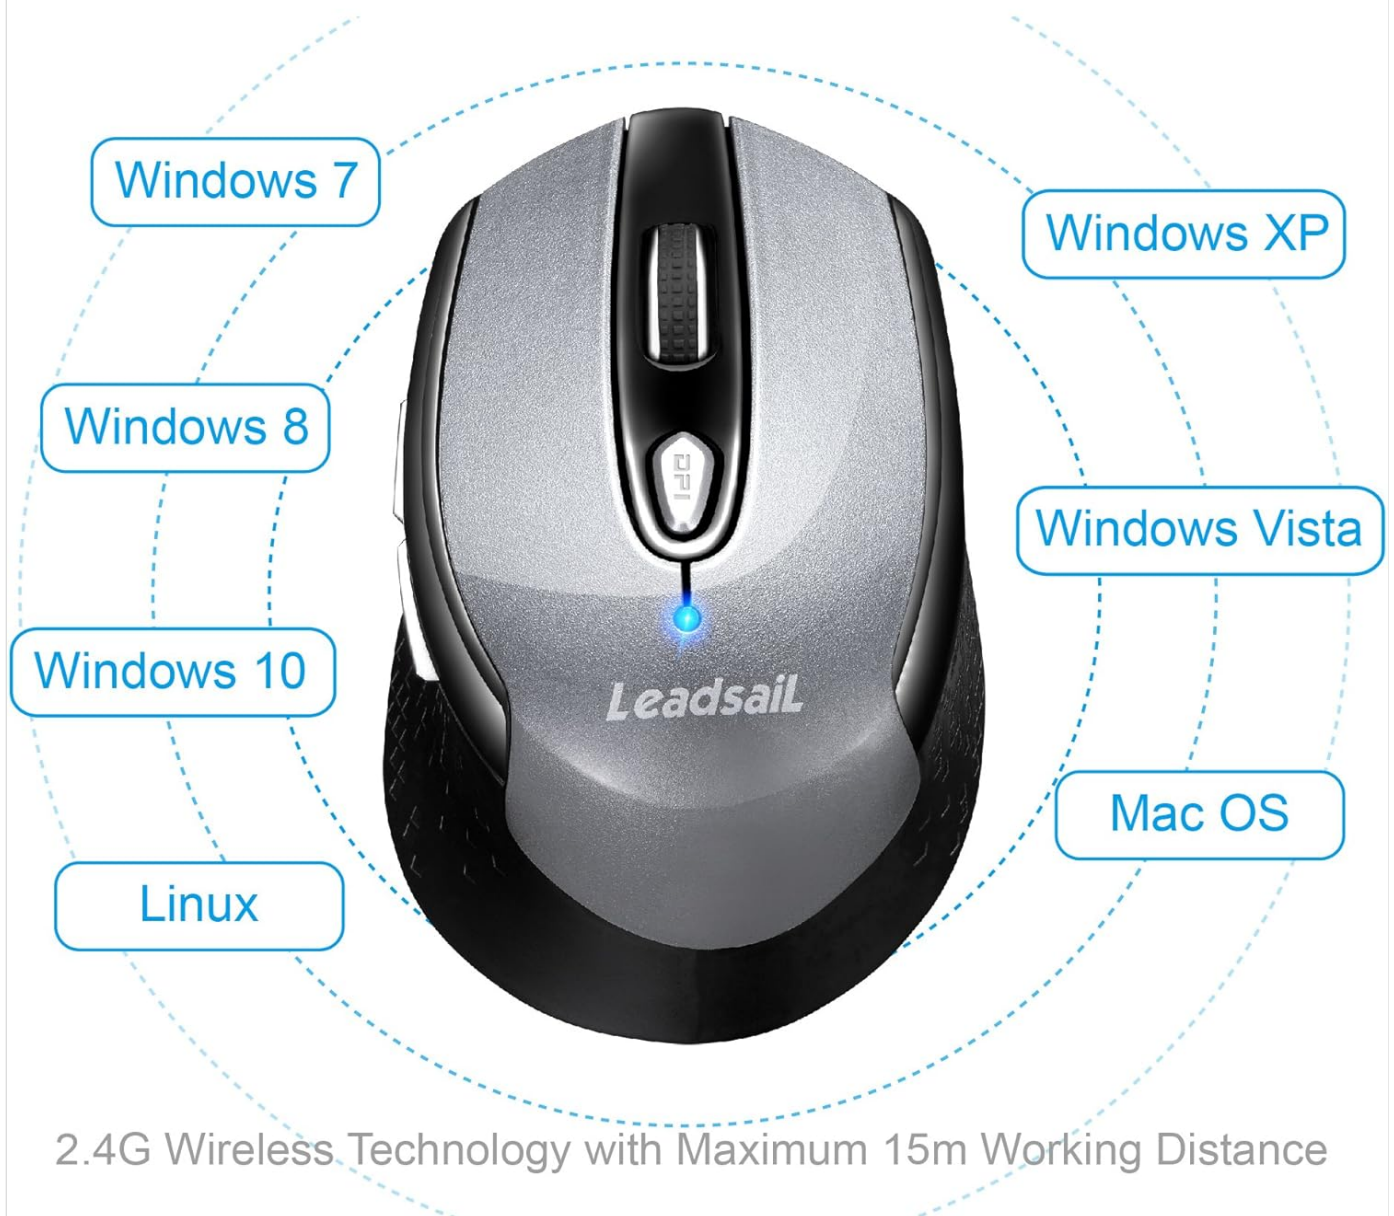 Windows 7
Windows XP
Windows 8
DPI
Windows Vista
Windows 10
LeadsaiL
Mac OS
Linux
2.4G Wireless Technology with Maximum 15m Working Distance